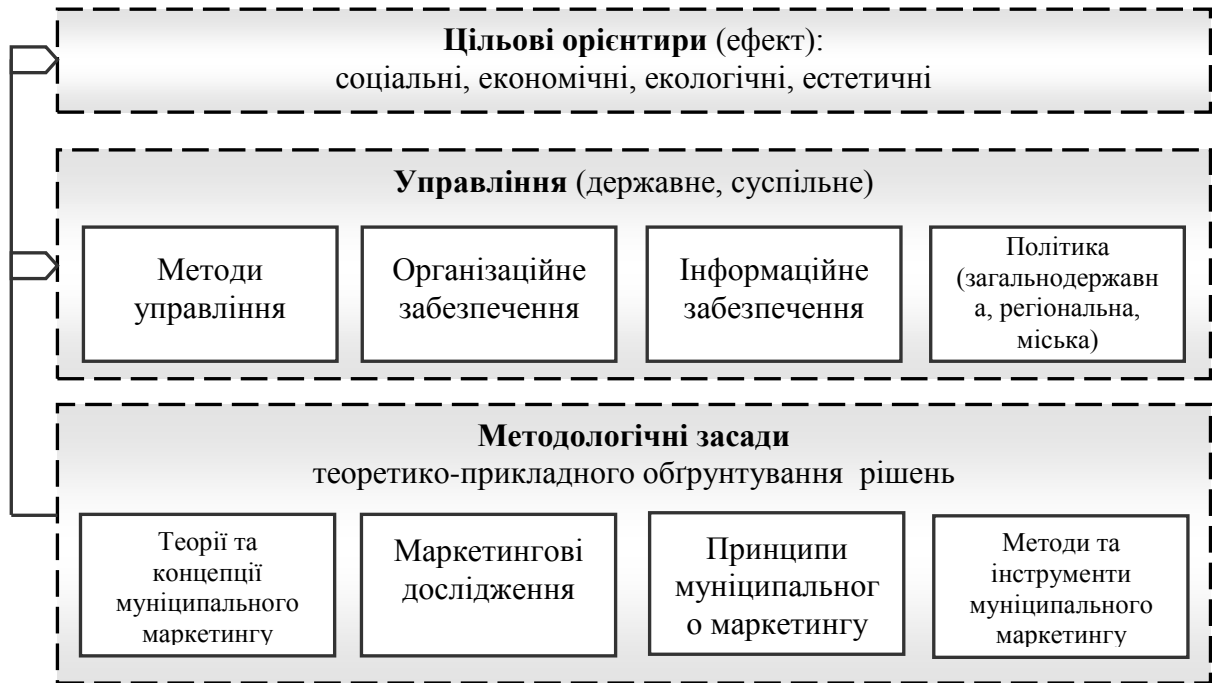 Цільові орієнтири (ефект):
соціальні, економічні, екологічні, естетичні
Управління (державне, суспільне)
Методи
управління
Організаційне
забезпечення
Інформаційне
забезпечення
Політика
(загальнодержавн
а, регіональна,
міська)
Методологічні засади
теоретико-прикладного обґрунтування рішень
Теорії та
концепції
муніципального
маркетингу
Маркетингові
дослідження
Принципи
муніципальног
о маркетингу
Методи та
інструменти
муніципального
маркетингу